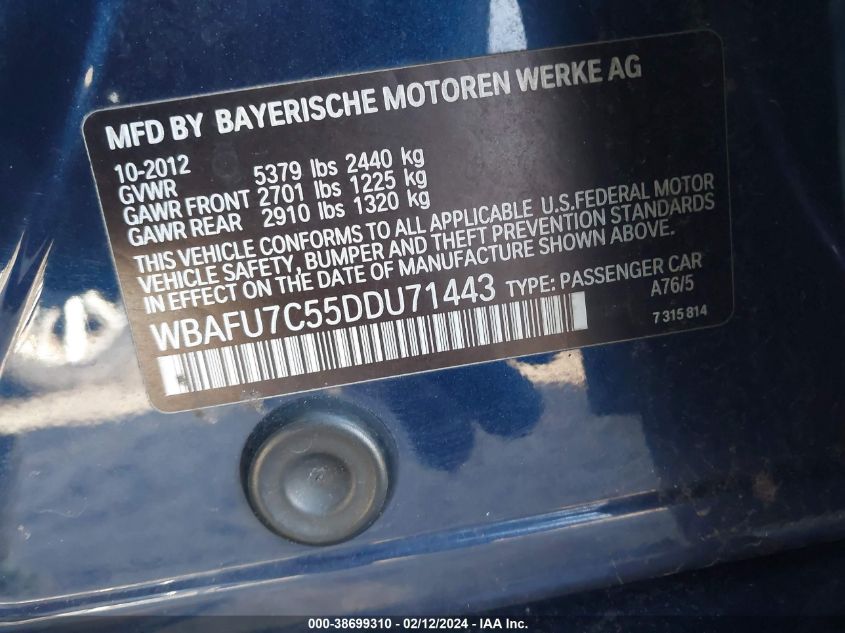 MFD BY BAYERISCHE MOTOREN WERKE AG
10-2012
GVWR 5379 lbs 2440 kg
GAWR FRONT 2701 lbs 1225 kg
GAWR REAR 2910 lbs 1320 kg
THIS VEHICLE CONFORMS TO ALL APPLICABLE U.S.FEDERAL MOTOR
VEHICLE SAFETY, BUMPER AND THEFT PREVENTION STANDARDS
IN EFFECT ON THE DATE OF MANUFACTURE SHOWN ABOVE.
WBAFU7C55DDU71443 TYPE: PASSENGER CAR
A76/5
7 315 814
000-38699310 - 02/12/2024 - IAA Inc.